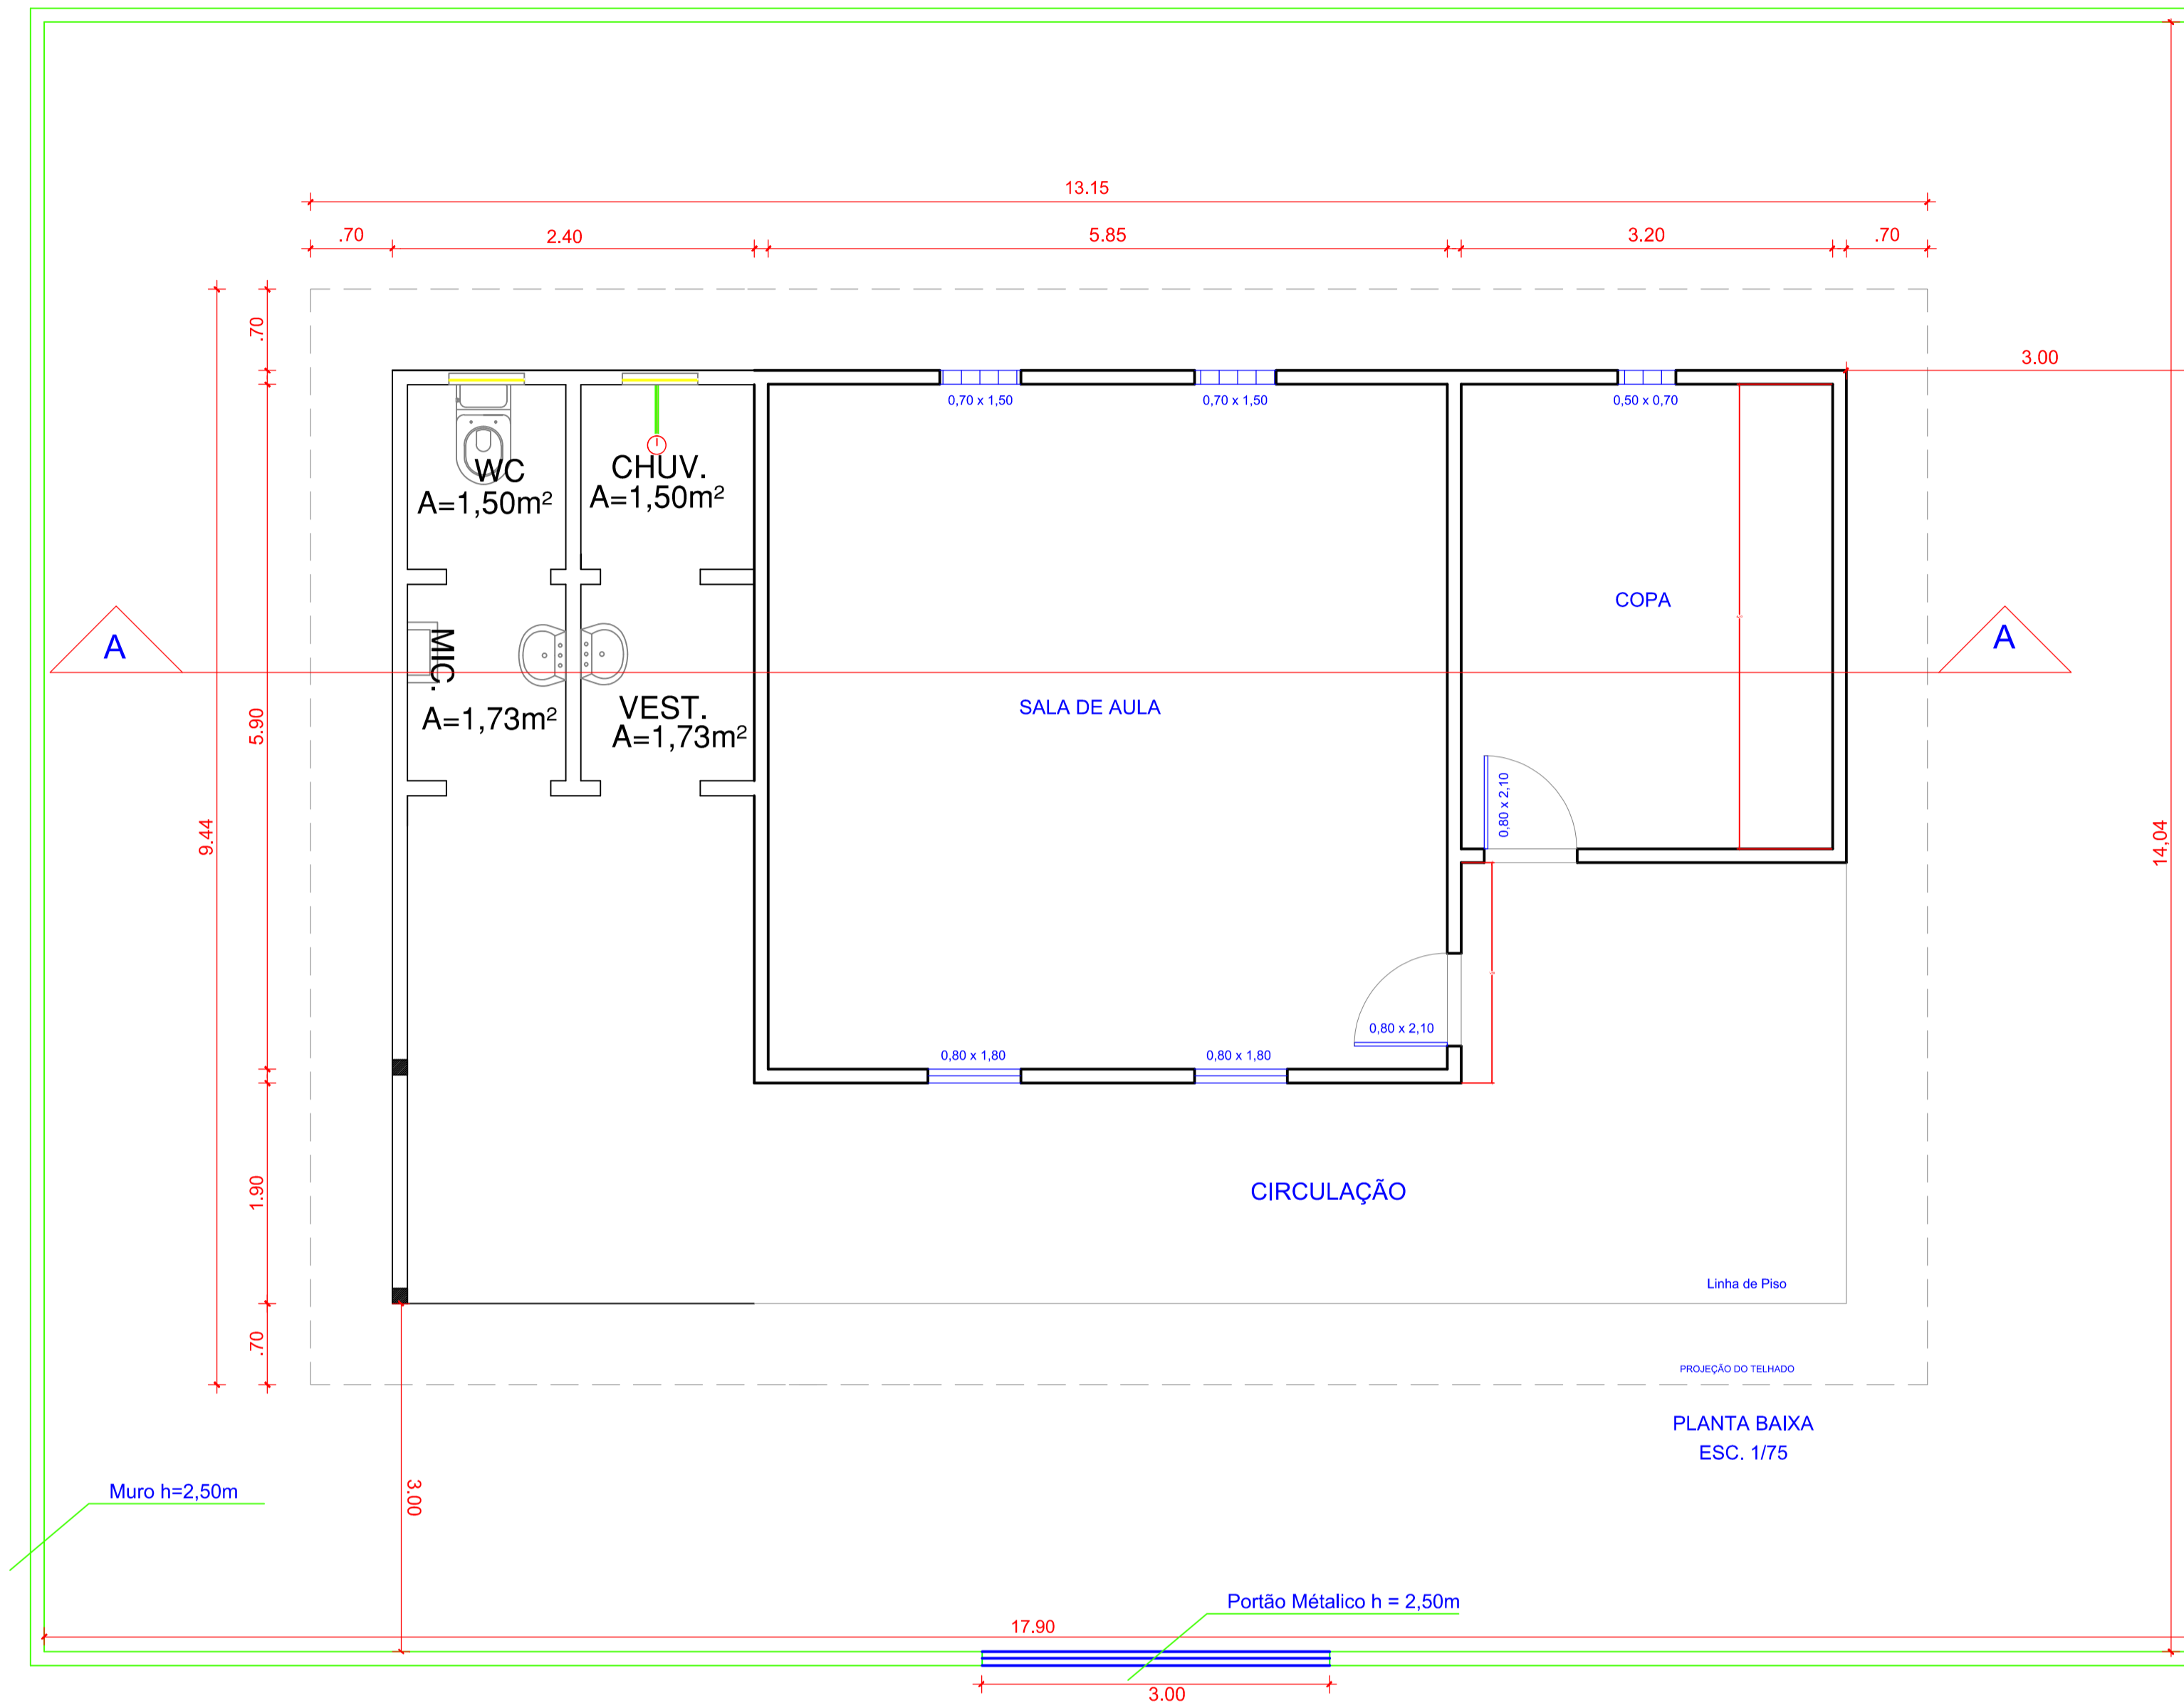 13.15
.70
2.40
5.85
3.20
.70
3.00
.70
0,70 x 1,50
0,70 x 1,50
0,50 x 0,70
WC
A=1,50m²
CHUV.
A=1,50m²
COPA
A
MIC.
A
5.90
A=1,73m²
VEST.
A=1,73m²
SALA DE AULA
0,80 x 2,10
9.44
14,04
0,80 x 2,10
0,80 x 1,80
0,80 x 1,80
1.90
CIRCULAÇÃO
Linha de Piso
.70
PROJEÇÃO DO TELHADO
PLANTA BAIXA
ESC. 1/75
Muro h=2,50m
3.00
Portão Métalico h = 2,50m
17.90
3.00